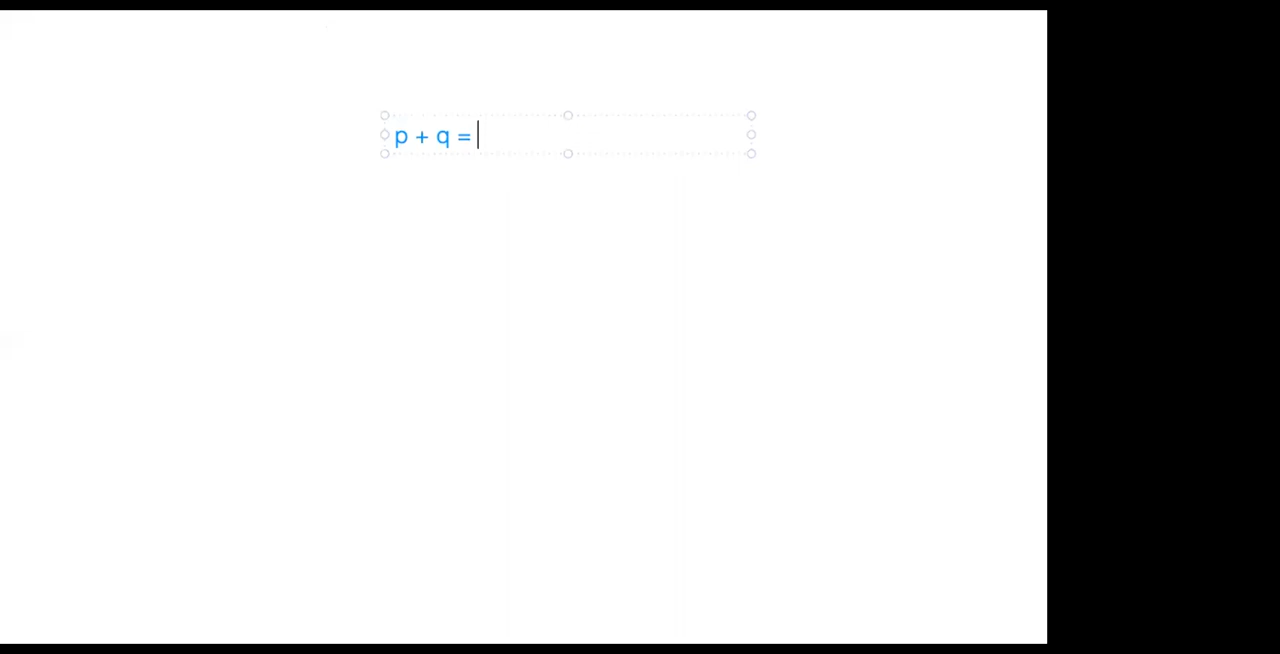 p + q =